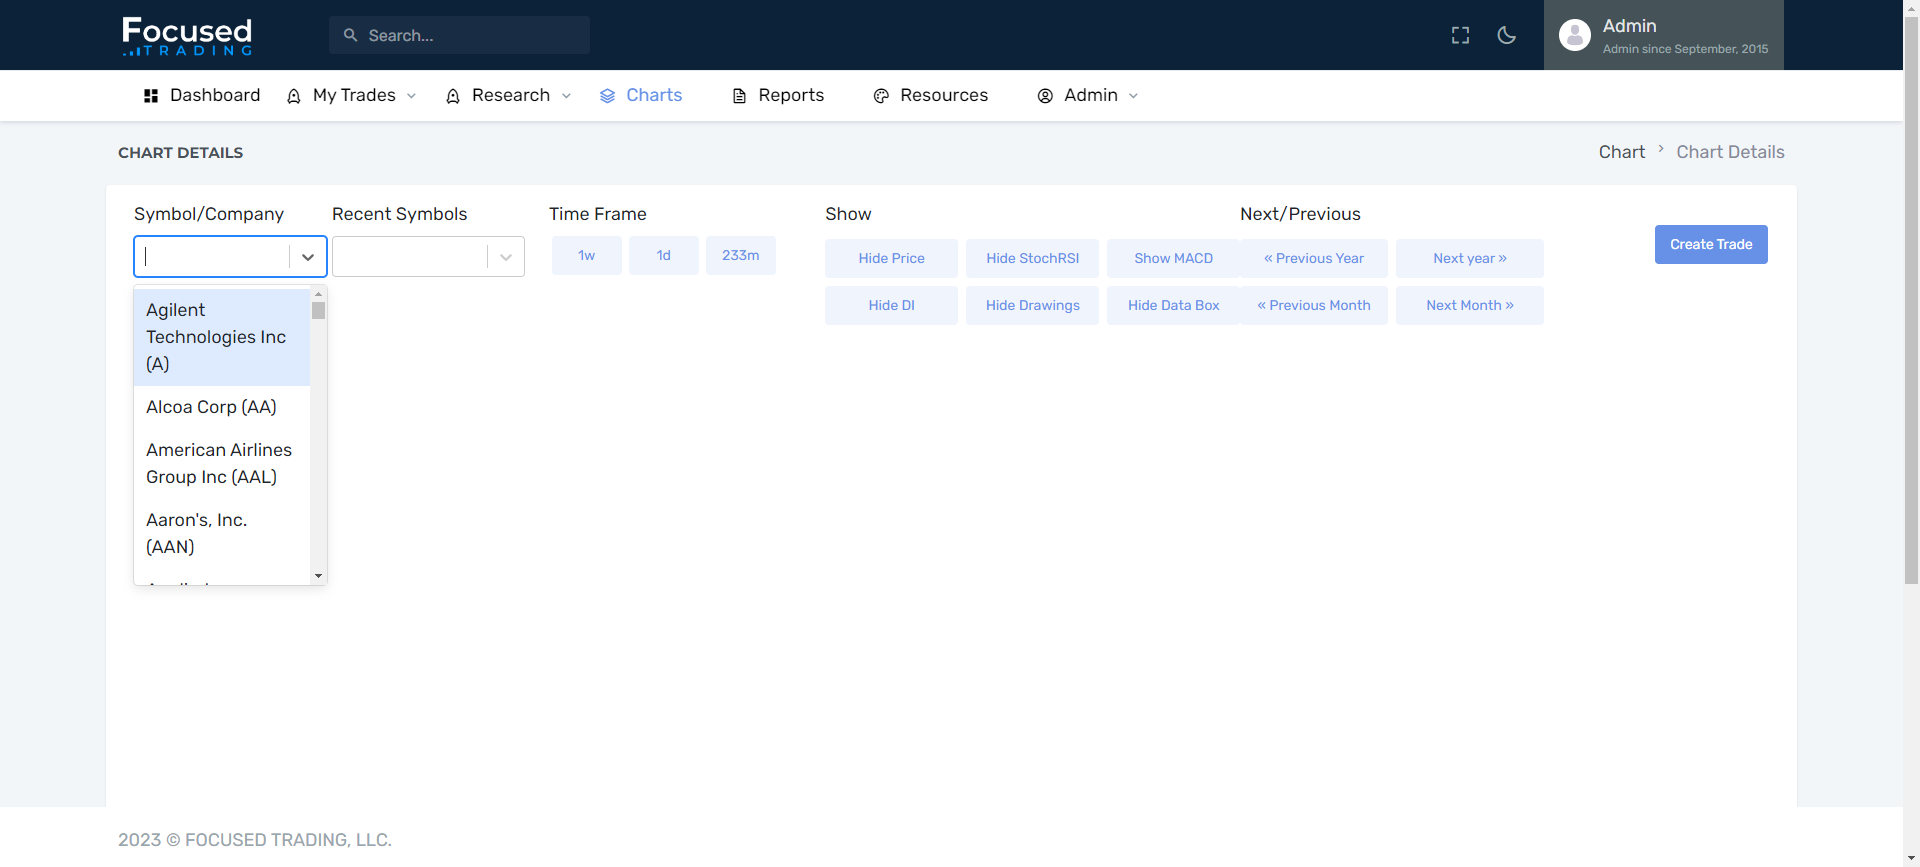 Focused
TRADING
Search...
Admin
Admin since September, 2015
Dashboard
My Trades
Research
Charts
Reports
Resources
Admin
CHART DETAILS
Chart
Chart Details
Symbol/Company
Recent Symbols
Time Frame
Show
Next/Previous
1w
1d
233m
Hide Price
Hide StochRSI
Show MACD
« Previous Year
Next year »
Create Trade
Hide DI
Hide Drawings
Hide Data Box
« Previous Month
Next Month »
Agilent
Technologies Inc
(A)
Alcoa Corp (AA)
American Airlines
Group Inc (AAL)
Aaron's, Inc.
(AAN)
2023 © FOCUSED TRADING, LLC.